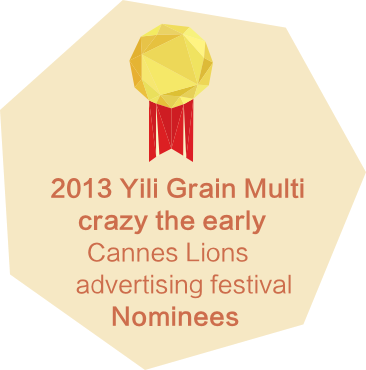 2013 Yili Grain Multi
crazy the early
Cannes Lions
advertising festival
Nominees